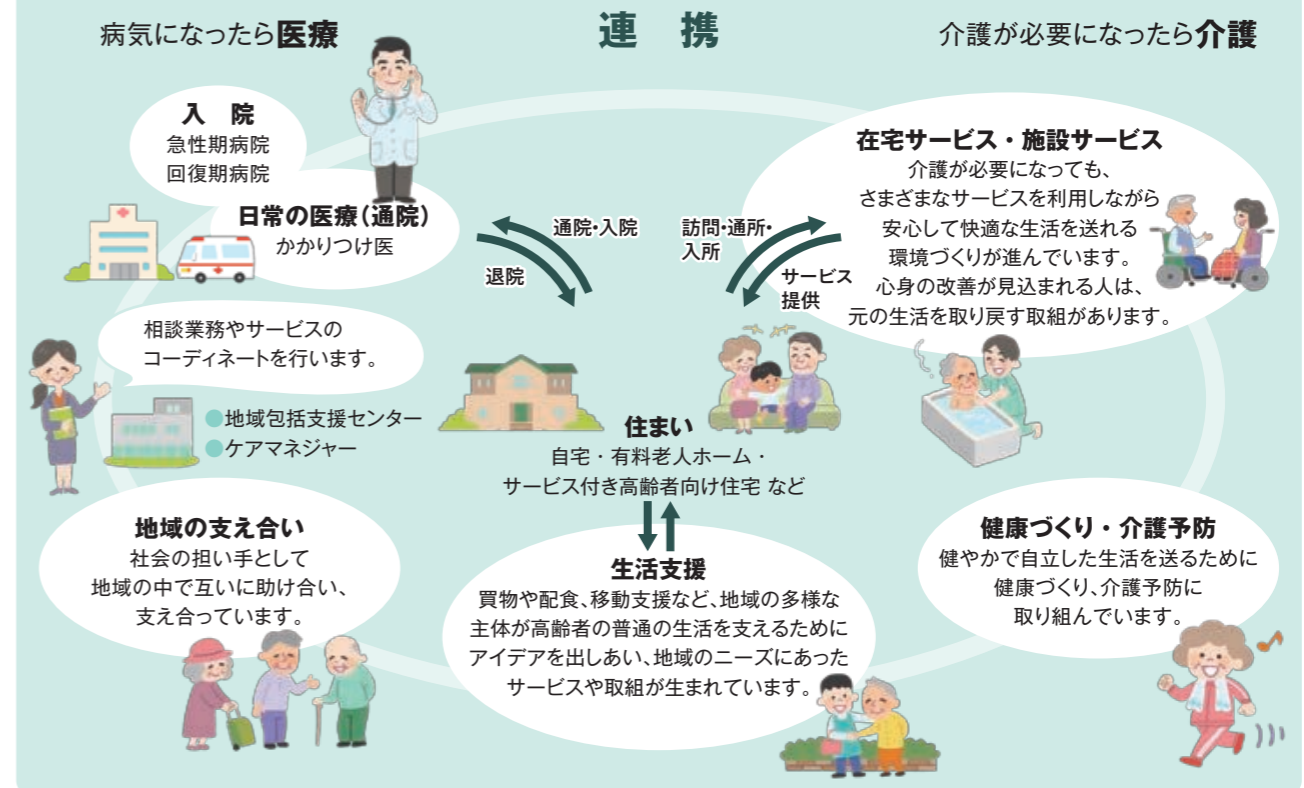 病気になったら医療
連携
介護が必要になったら介護
入院
急性期病院
回復期病院
日常の医療(通院)
かかりつけ医
通院・入院
退院
訪問・通所・
入所
サービス
提供
在宅サービス・施設サービス
介護が必要になっても、
さまざまなサービスを利用しながら
安心して快適な生活を送れる
環境づくりが進んでいます。
心身の改善が見込まれる人は、
元の生活を取り戻す取組があります。
相談業務やサービスの
コーディネートを行います。
●地域包括支援センター
●ケアマネジャー
住まい
自宅・有料老人ホーム・
サービス付き高齢者向け住宅 など
地域の支え合い
社会の担い手として
地域の中で互いに助け合い、
支え合っています。
生活支援
買物や配食、移動支援など、地域の多様な
主体が高齢者の普通の生活を支えるために
アイデアを出しあい、地域のニーズにあった
サービスや取組が生まれています。
健康づくり・介護予防
健やかで自立した生活を送るために
健康づくり、介護予防に
取り組んでいます。